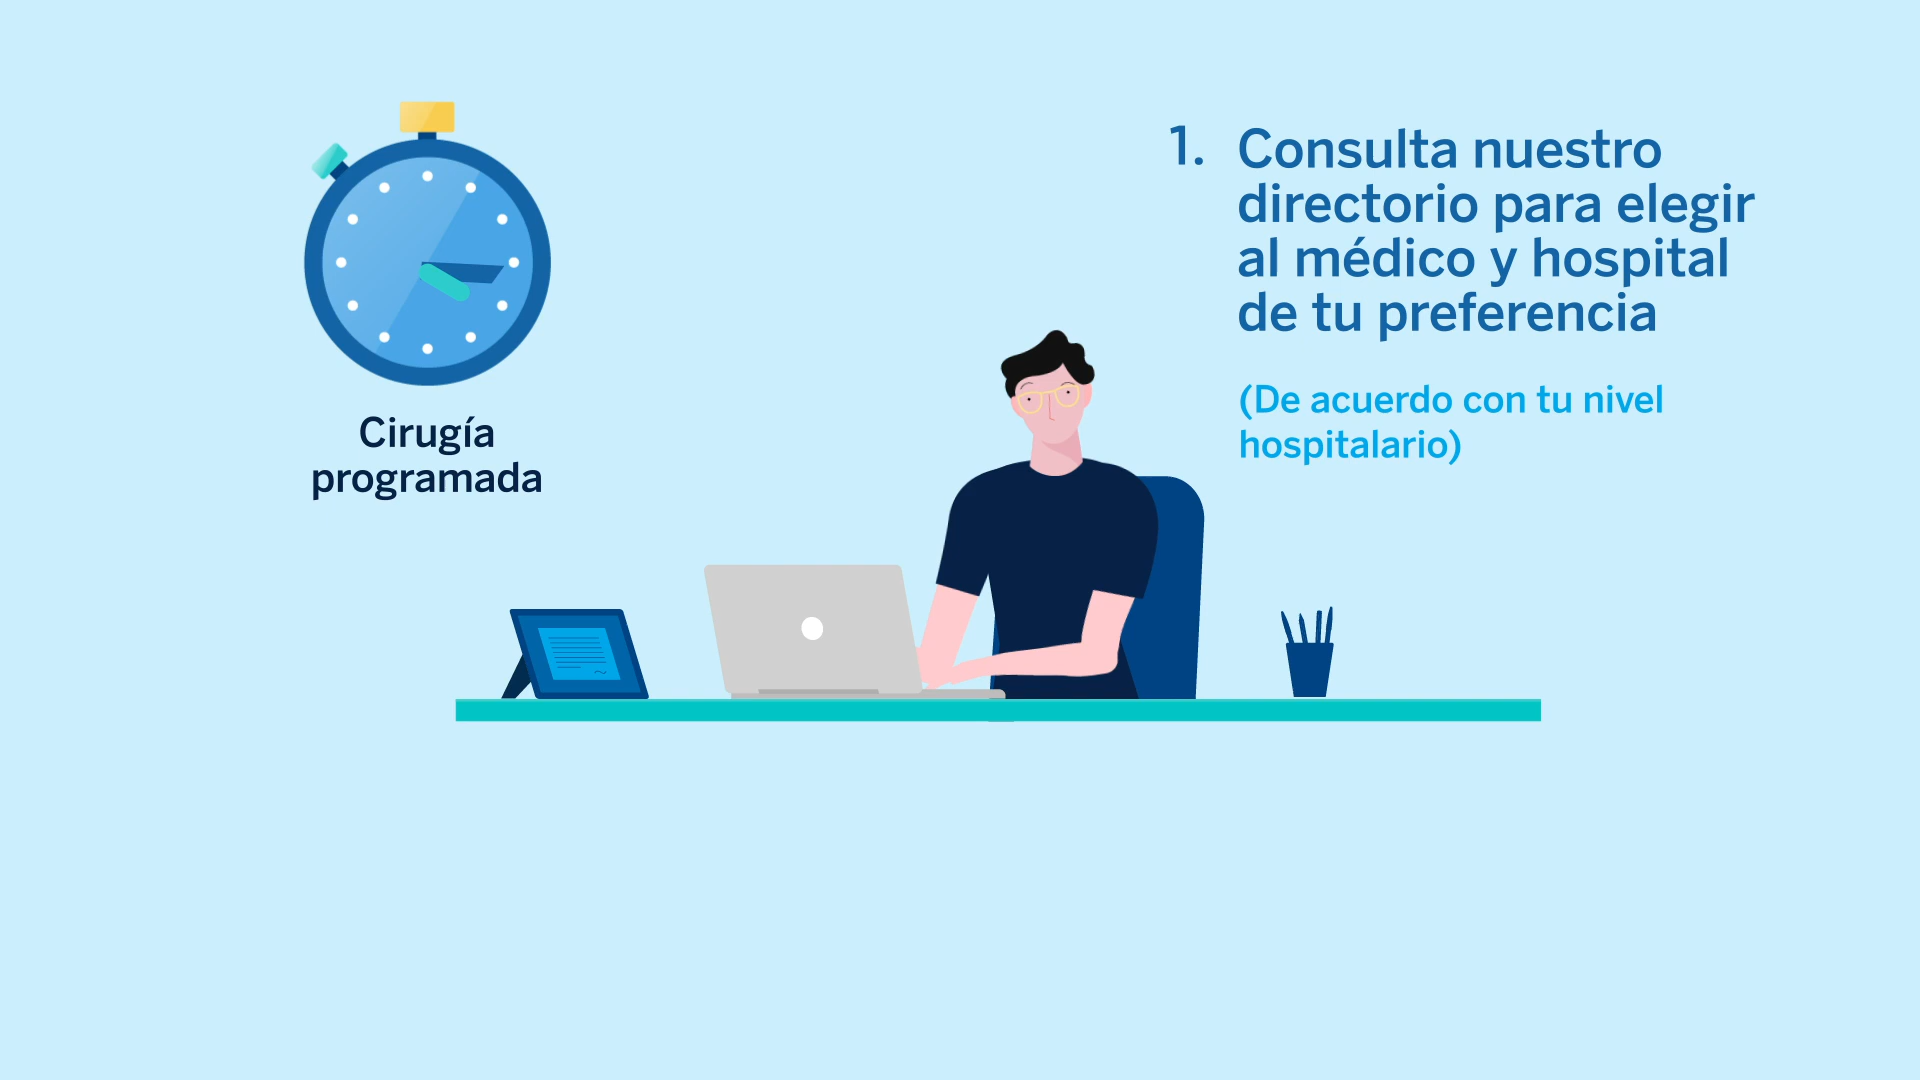 Cirugía
programada
1. Consulta nuestro
directorio para elegir
al médico y hospital
de tu preferencia
(De acuerdo con tu nivel
hospitalario)